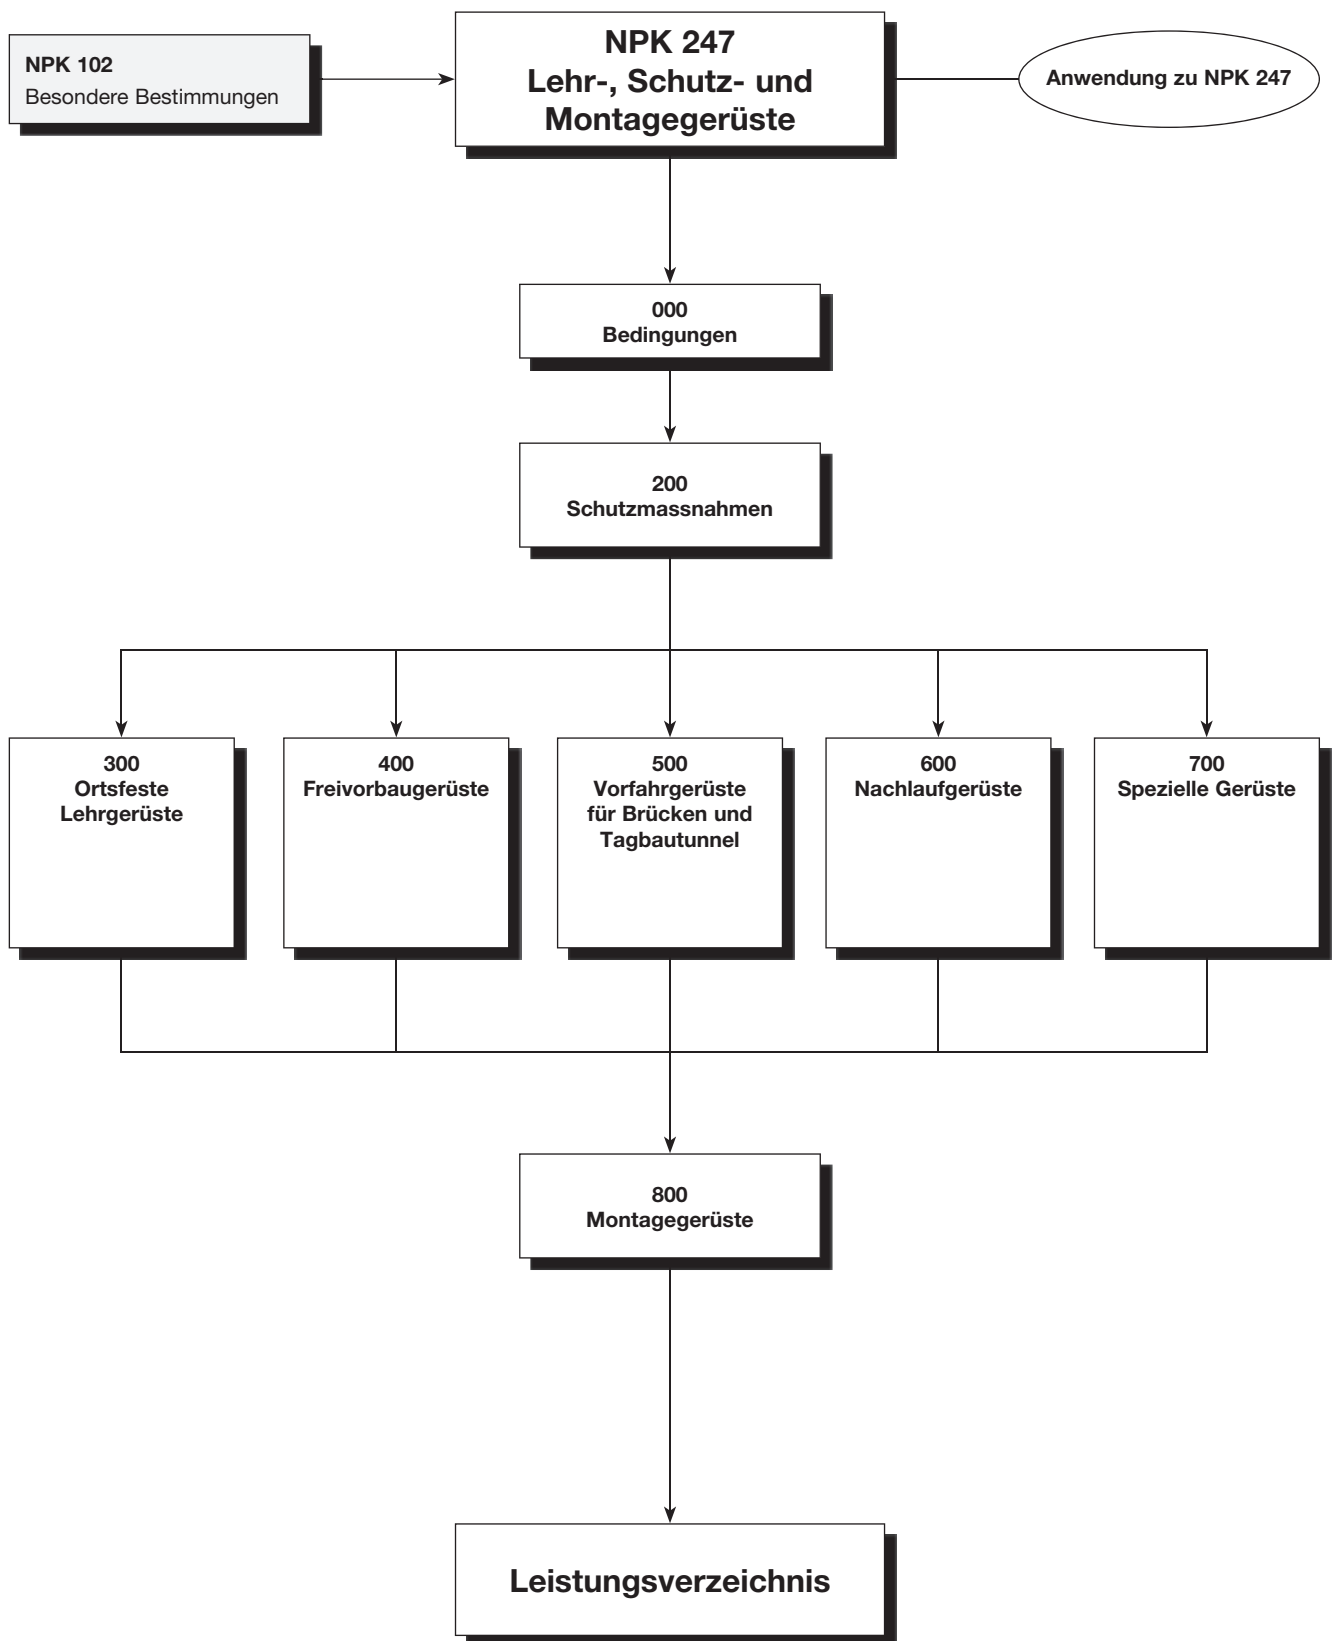 NPK 102
Besondere Bestimmungen
NPK 247
Lehr-, Schutz- und
Montagegerüste
Anwendung zu NPK 247
000
Bedingungen
200
Schutzmassnahmen
300
Ortsfeste
Lehrgerüste
400
Freivorbaugerüste
500
Vorfahrgerüste
für Brücken und
Tagbautunnel
600
Nachlaufgerüste
700
Spezielle Gerüste
800
Montagegerüste
Leistungsverzeichnis